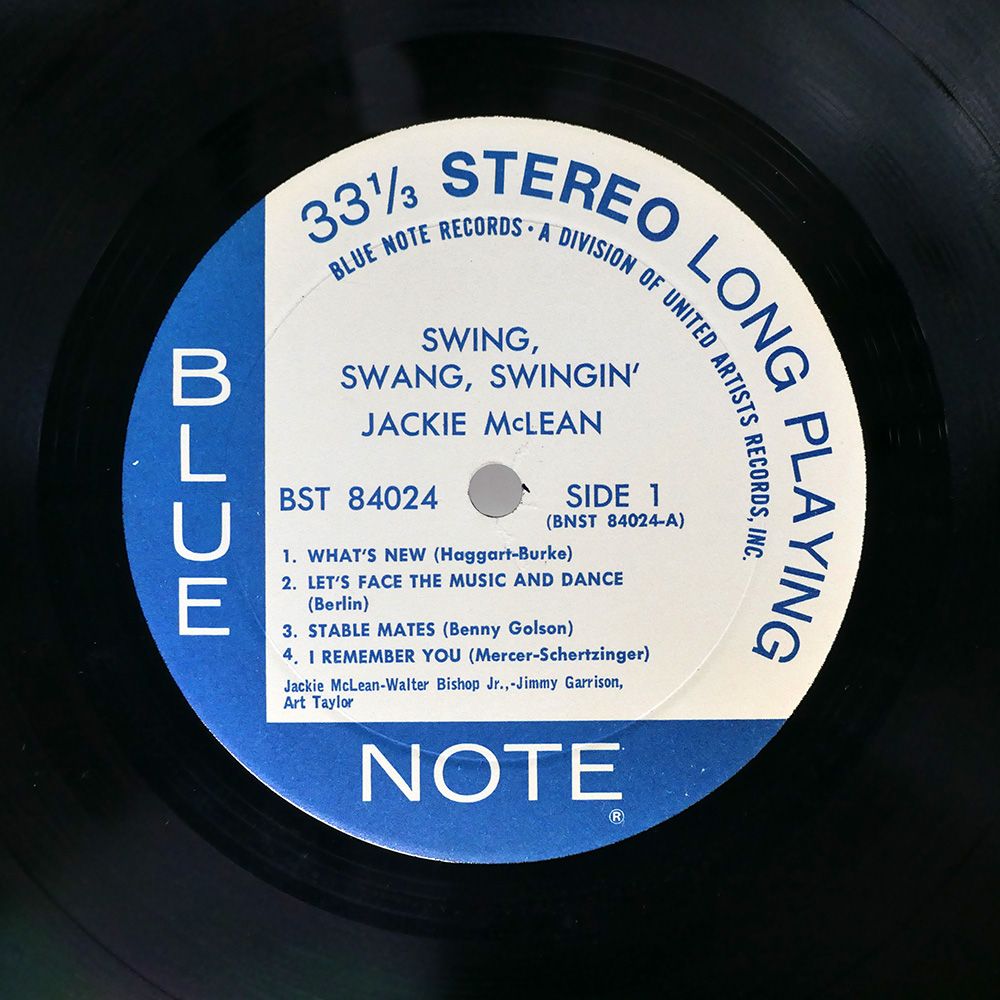 33⅓ STEREO LONG PLAYING
BLUE NOTE RECORDS • A DIVISION OF UNITED ARTISTS RECORDS, INC.
SWING,
SWANG, SWINGIN'
JACKIE McLEAN
BST 84024
SIDE 1
(BNST 84024-A)
1. WHAT'S NEW (Haggart-Burke)
2. LET'S FACE THE MUSIC AND DANCE
(Berlin)
3. STABLE MATES (Benny Golson)
4. I REMEMBER YOU (Mercer-Schertzinger)
Jackie McLean-Walter Bishop Jr.,-Jimmy Garrison,
Art Taylor
BLUE
NOTE
®